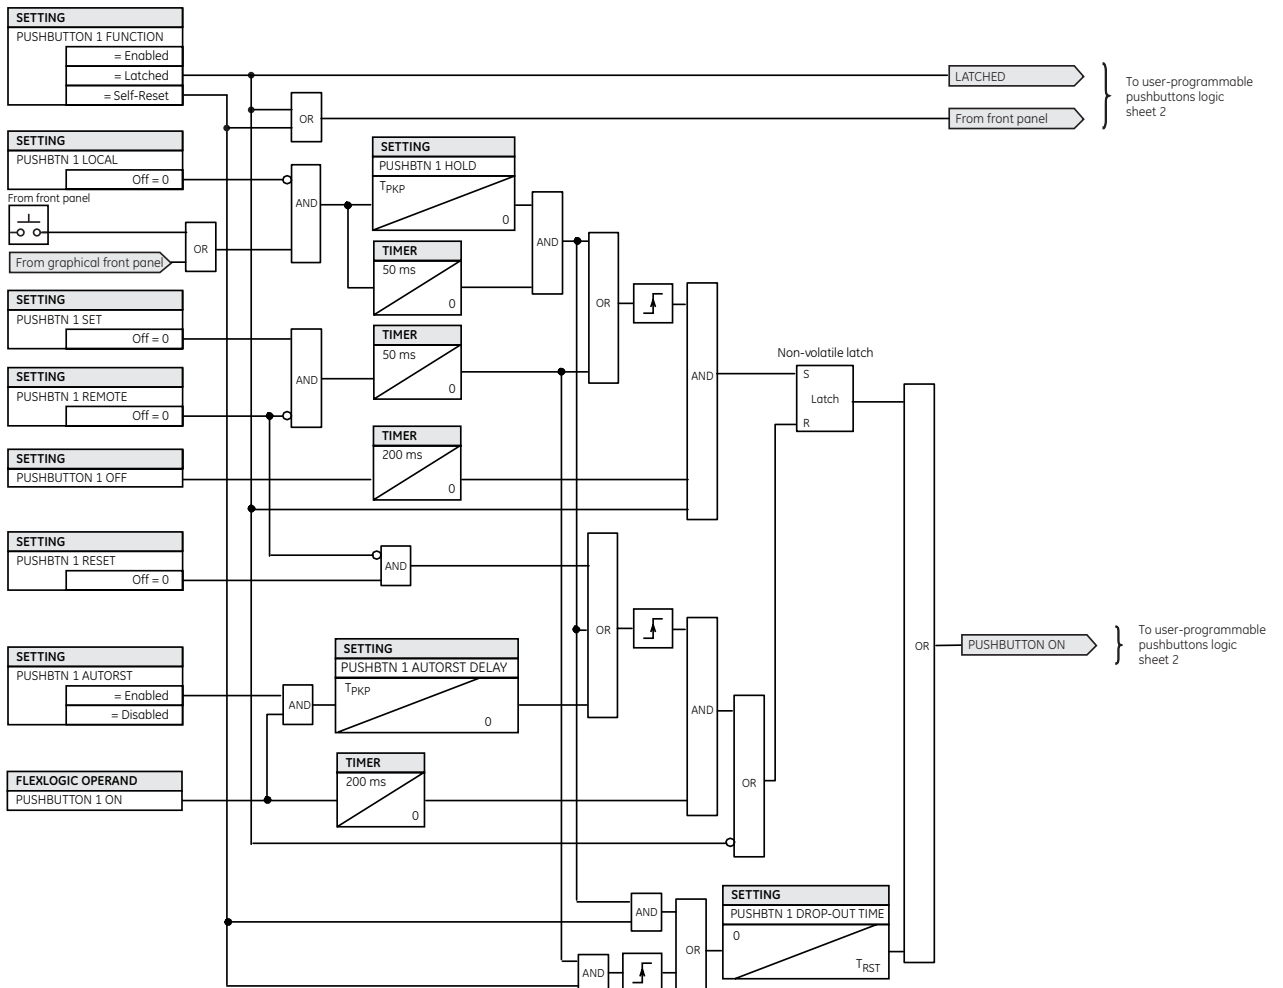 SETTING
PUSHBUTTON 1 FUNCTION
= Enabled
= Latched
= Self-Reset
LATCHED
From front panel
To user-programmable
pushbuttons logic
sheet 2
OR
SETTING
PUSHBTN 1 LOCAL
Off = 0
From front panel
From graphical front panel
OR
AND
SETTING
PUSHBTN 1 HOLD
TPKP
0
TIMER
50 ms
0
AND
SETTING
PUSHBTN 1 SET
Off = 0
SETTING
PUSHBTN 1 REMOTE
Off = 0
AND
TIMER
50 ms
0
OR
AND
Non-volatile latch
S
Latch
R
SETTING
PUSHBUTTON 1 OFF
TIMER
200 ms
0
SETTING
PUSHBTN 1 RESET
Off = 0
AND
OR
SETTING
PUSHBTN 1 AUTORST
= Enabled
= Disabled
AND
SETTING
PUSHBTN 1 AUTORST DELAY
TPKP
0
AND
OR
PUSHBUTTON ON
To user-programmable
pushbuttons logic
sheet 2
FLEXLOGIC OPERAND
PUSHBUTTON 1 ON
TIMER
200 ms
0
OR
AND
AND
OR
SETTING
PUSHBTN 1 DROP-OUT TIME
0
TRST